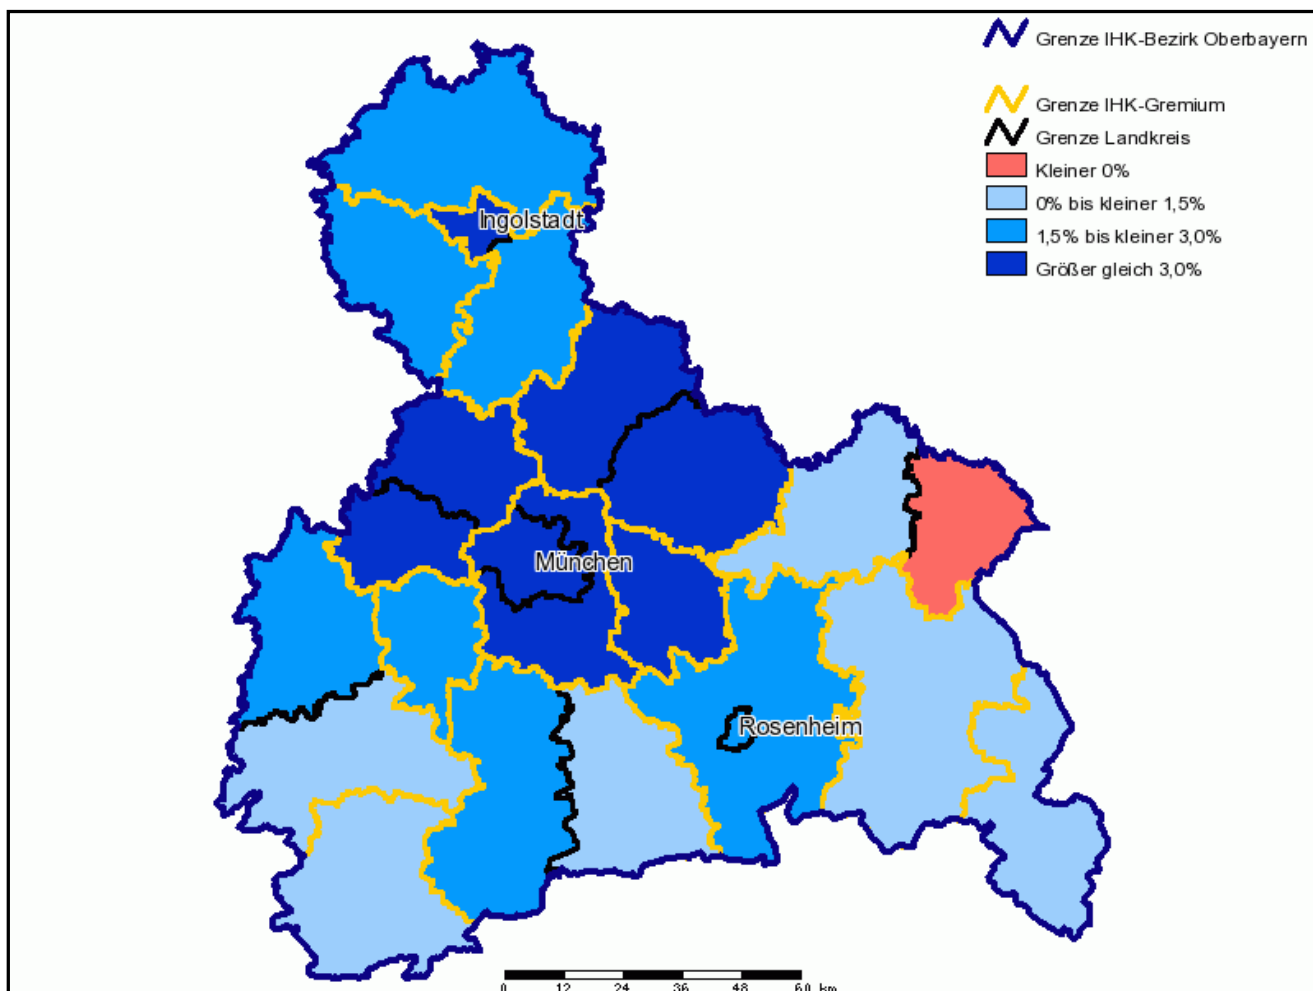 Grenze IHK-Bezirk Oberbayern
Grenze IHK-Gremium
Grenze Landkreis
Kleiner 0%
0% bis kleiner 1,5%
1,5% bis kleiner 3,0%
Größer gleich 3,0%
Ingolstadt
München
Rosenheim
0 12 24 36 48 60 km